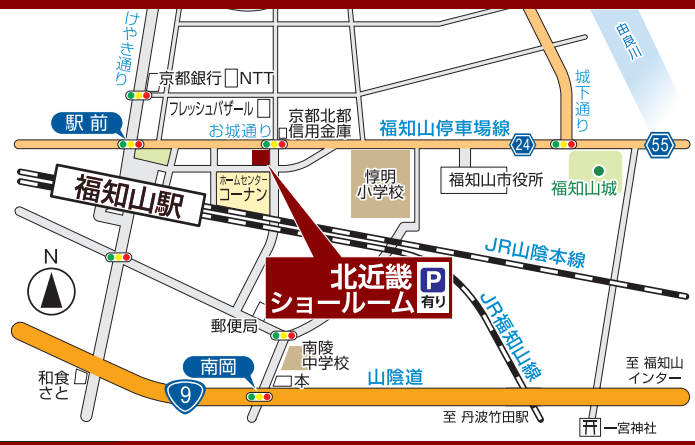 けやき通り
京都銀行
NTT
由良川
城下通り
フレッシュバザール
京都北都
信用金庫
駅前
お城通り
福知山停車場線
24
55
福知山駅
ホームセンター
コーナン
惇明
小学校
福知山市役所
福知山城
JR山陰本線
N
北近畿
ショールーム
P
有り
JR福知山線
郵便局
南陵
中学校
和食
さと
9
南岡
本
山陰道
至 福知山
インター
至 丹波竹田駅
一宮神社